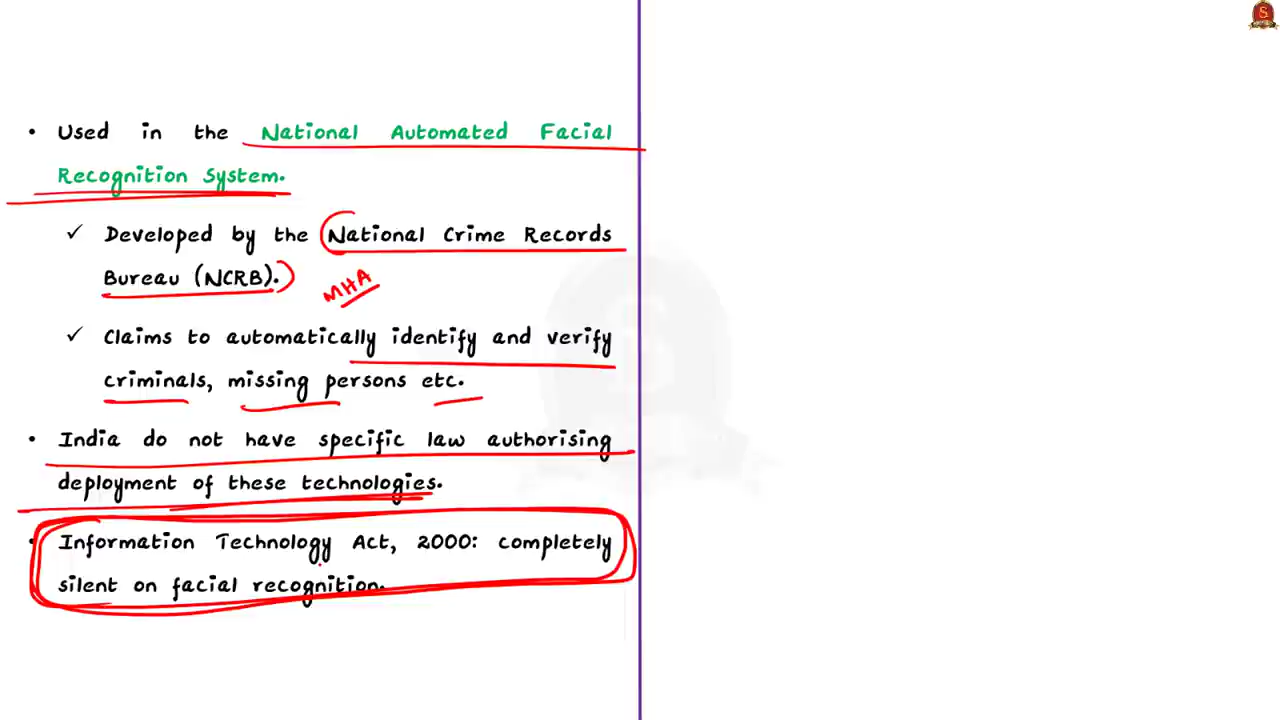 • Used in the National Automated Facial
Recognition System.
✓ Developed by the National Crime Records
Bureau (NCRB).
MHA
✓ Claims to automatically identify and verify
criminals, missing persons etc.
• India do not have specific law authorising
deployment of these technologies.
• Information Technology Act, 2000: completely
silent on facial recognition.